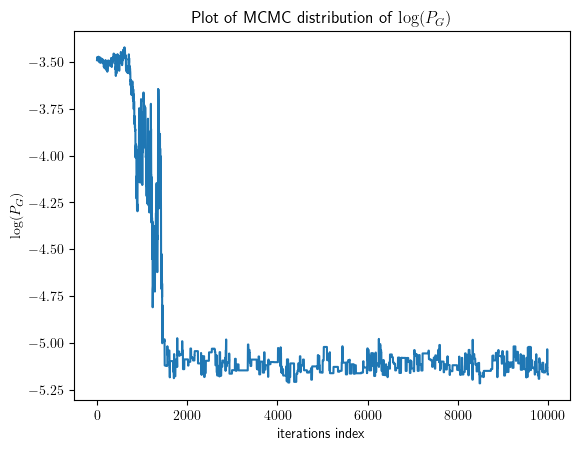 Plot of MCMC distribution of log(P_G)
−3.50
−3.75
−4.00
−4.25
−4.50
−4.75
−5.00
−5.25
log(P_G)
0 2000 4000 6000 8000 10000
iterations index